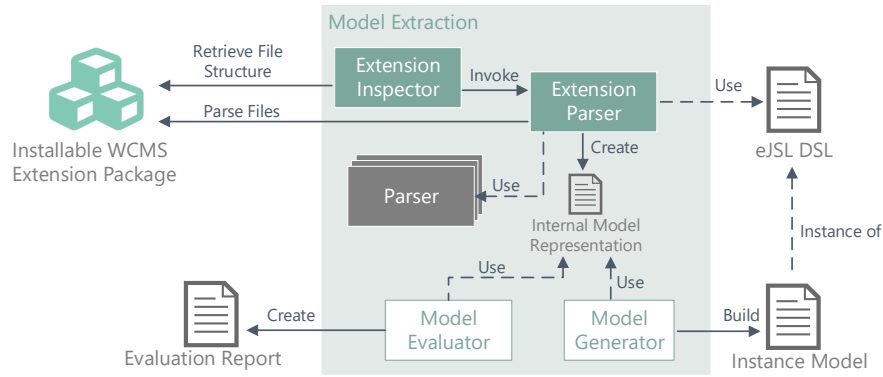 Model Extraction
Retrieve File
Structure
Extension
Inspector
Invoke
Extension
Parser
Use
Parse Files
Installable WCMS
Extension Package
Create
eJSL DSL
Parser
Use
Internal Model
Representation
Instance of
Use
Use
Create
Model
Evaluator
Model
Generator
Build
Evaluation Report
Instance Model